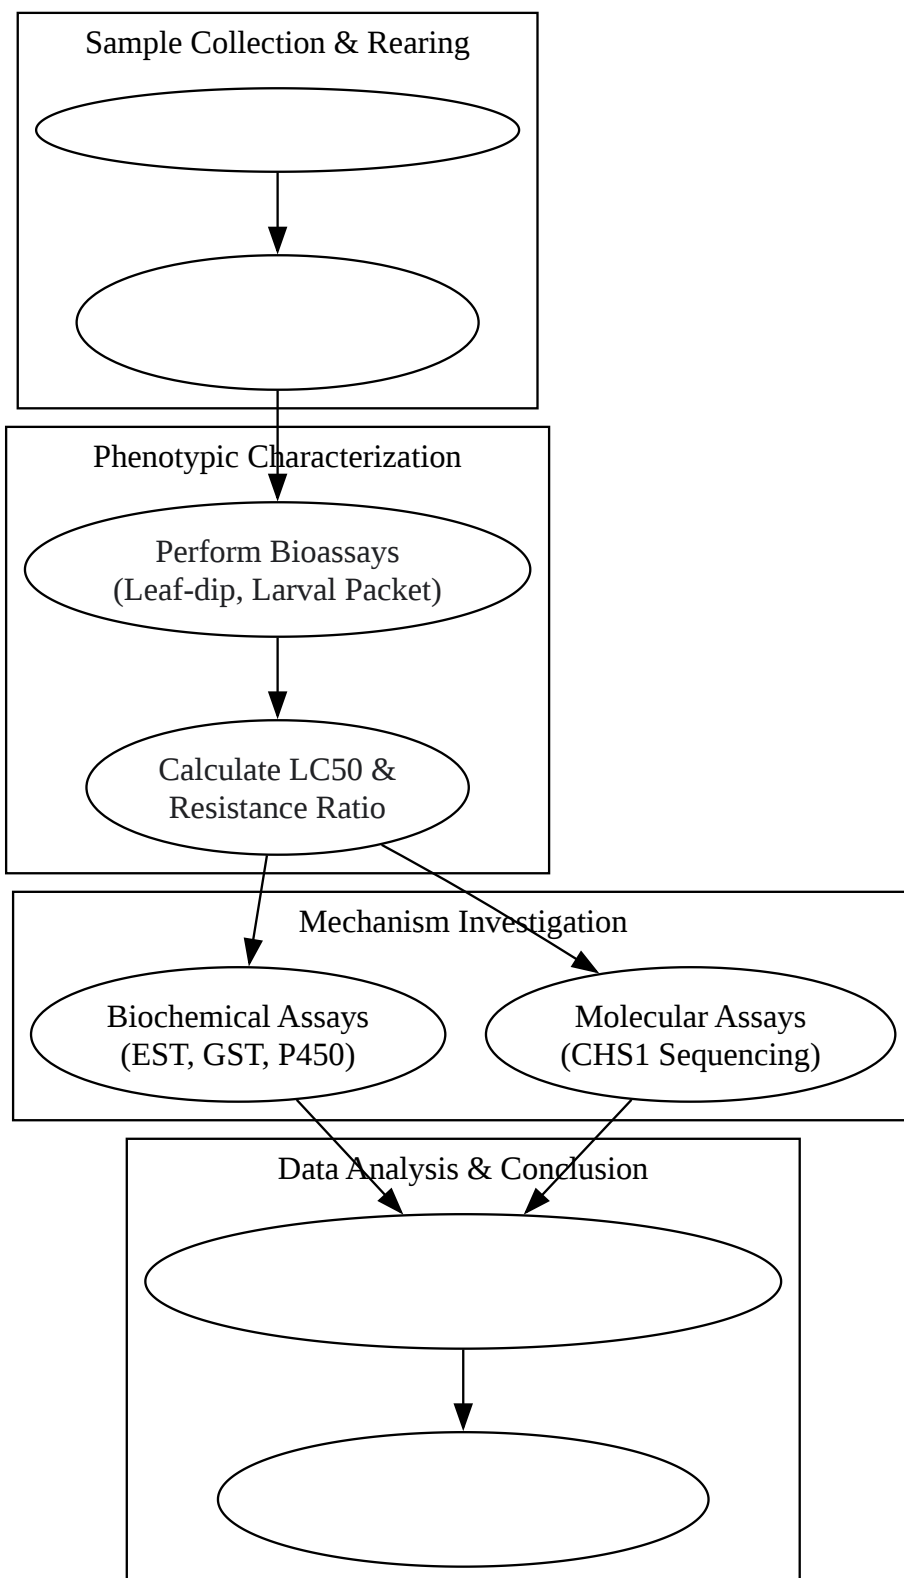 Sample Collection & Rearing
Phenotypic Characterization
Perform Bioassays
(Leaf-dip, Larval Packet)
Calculate LC50 &
Resistance Ratio
Mechanism Investigation
Biochemical Assays
(EST, GST, P450)
Molecular Assays
(CHS1 Sequencing)
Data Analysis & Conclusion